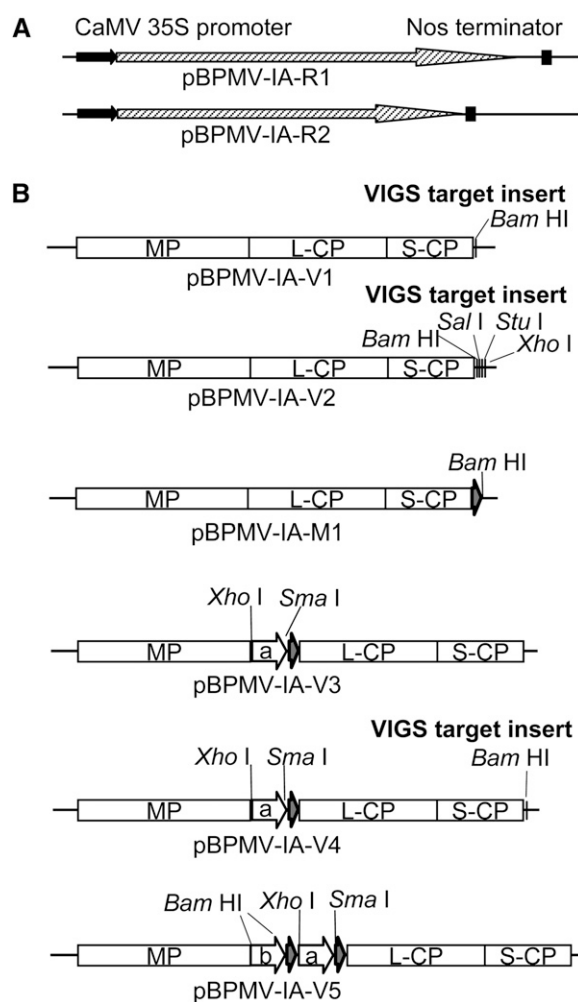 A
CaMV 35S promoter Nos terminator
pBPMV-IA-R1
pBPMV-IA-R2
B
VIGS target insert
Bam HI
MP L-CP S-CP
pBPMV-IA-V1
VIGS target insert
Sal I Stu I
Bam HI Xho I
MP L-CP S-CP
pBPMV-IA-V2
Bam HI
MP L-CP S-CP
pBPMV-IA-M1
Xho I Sma I
MP a L-CP S-CP
pBPMV-IA-V3
VIGS target insert
Xho I Sma I Bam HI
MP a L-CP S-CP
pBPMV-IA-V4
Bam HI Xho I Sma I
MP b a L-CP S-CP
pBPMV-IA-V5